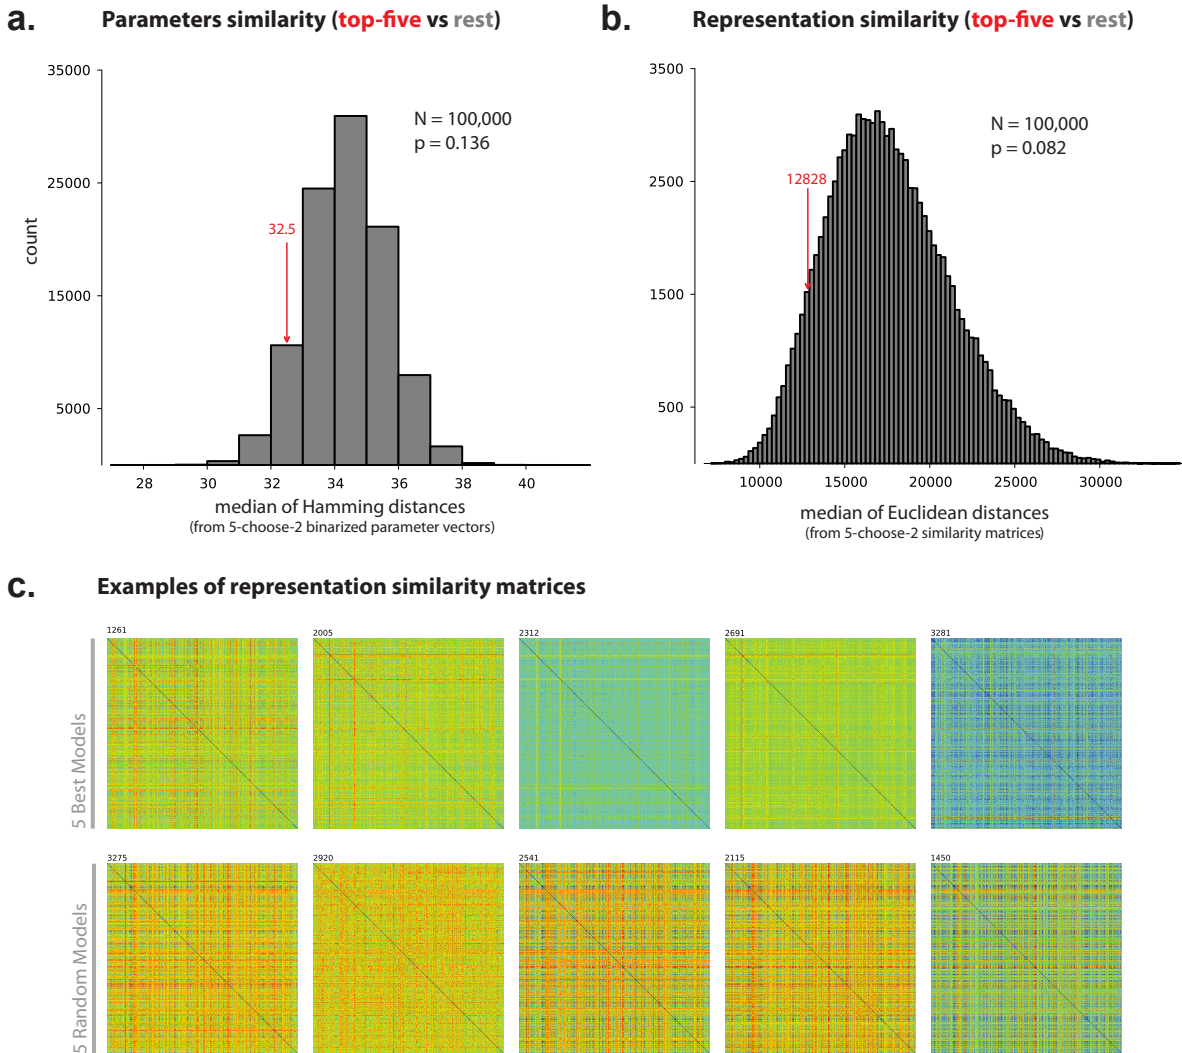 a.
Parameters similarity (top-five vs rest)
35000
25000
15000
5000
count
N = 100,000
p = 0.136
32.5
28
30
32
34
36
38
40
median of Hamming distances
(from 5-choose-2 binarized parameter vectors)
b.
Representation similarity (top-five vs rest)
3500
2500
1500
500
N = 100,000
p = 0.082
12828
10000
15000
20000
25000
30000
median of Euclidean distances
(from 5-choose-2 similarity matrices)
c.
Examples of representation similarity matrices
5 Best Models
1261
2005
2312
2691
3281
5 Random Models
3275
2920
2541
2115
1450